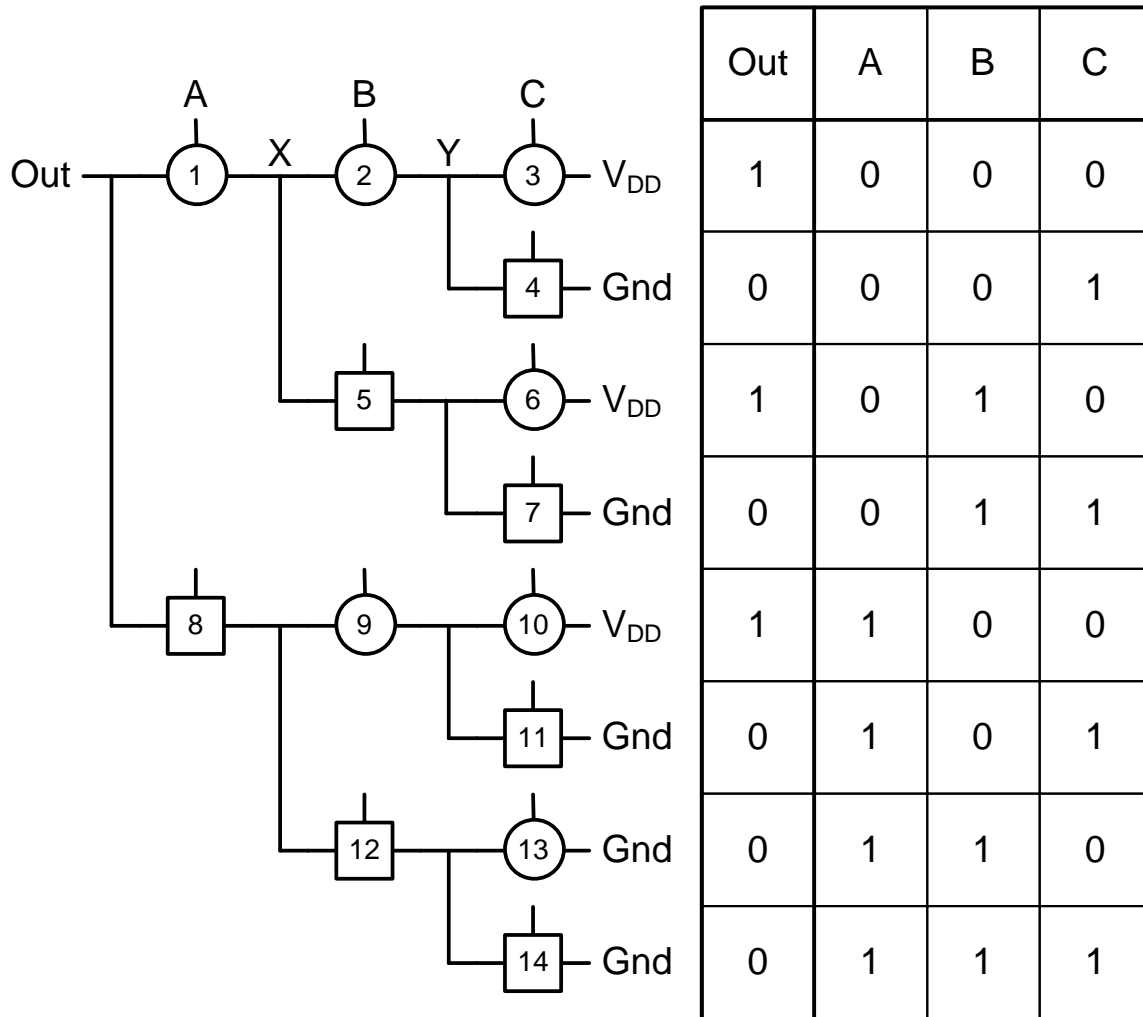 Out A B C
A B C
Out 1 X 2 Y 3 VDD
1 0 0 0
4 Gnd
0 0 0 1
5 6 VDD
1 0 1 0
7 Gnd
0 0 1 1
8 9 10 VDD
1 1 0 0
11 Gnd
0 1 0 1
12 13 Gnd
0 1 1 0
14 Gnd
0 1 1 1